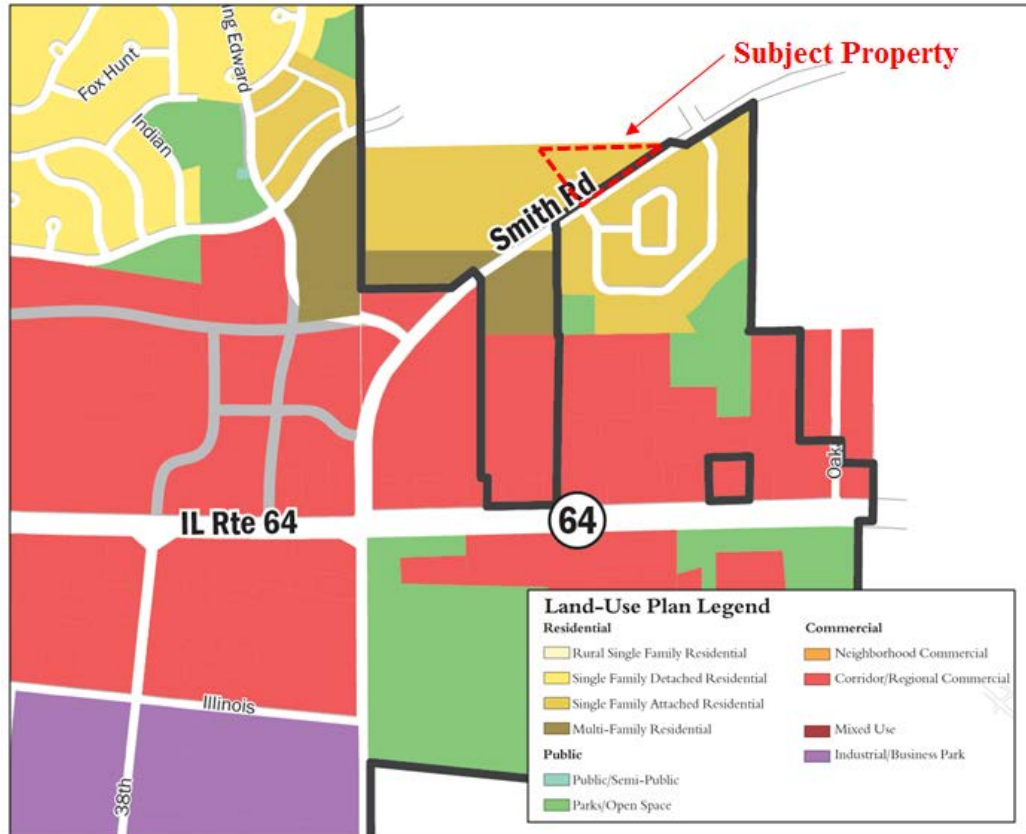 ng Edward
Fox Hunt
Indian
Subject Property
Smith Rd
Oak
IL Rte 64
64
Illinois
38th
Land-Use Plan Legend
Residential
Rural Single Family Residential
Single Family Detached Residential
Single Family Attached Residential
Multi-Family Residential
Public
Public/Semi-Public
Parks/Open Space
Commercial
Neighborhood Commercial
Corridor/Regional Commercial
Mixed Use
Industrial/Business Park